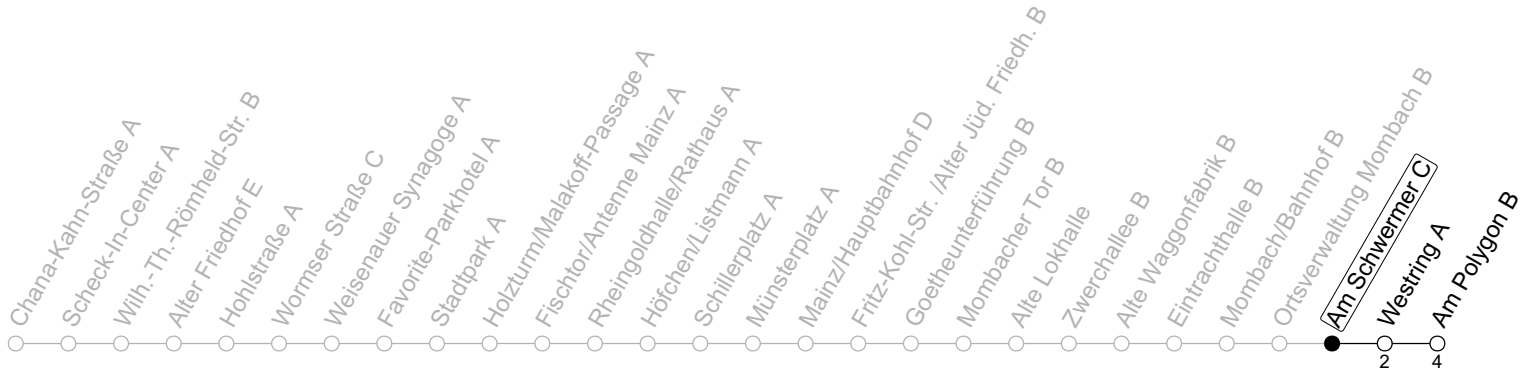 Chana-Kahn-Straße A
Scheck-In-Center A
Wilh.-Th.-Römheld-Str. B
Alter Friedhof E
Hohlstraße A
Wormser Straße C
Weisenauer Synagoge A
Favorite-Parkhotel A
Stadtpark A
Holzturm/Malakoff-Passage A
Fischtor/Antenne Mainz A
Rheingoldhalle/Rathaus A
Höfchen/Listmann A
Schillerplatz A
Münsterplatz A
Mainz/Hauptbahnhof D
Fritz-Kohl-Str. /Alter Jüd. Friedh. B
Goetheunterführung B
Mombacher Tor B
Alte Lokhalle
Zwerchallee B
Alte Waggonfabrik B
Eintrachthalle B
Mombach/Bahnhof B
Ortsverwaltung Mombach B
Am Schwermer C
Westring A
Am Polygon B
2
4